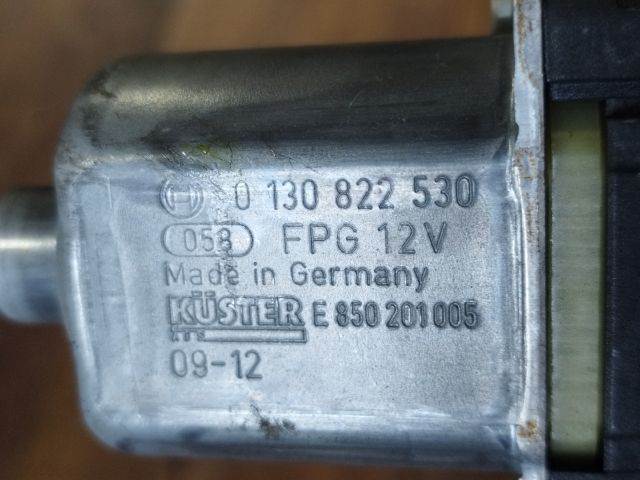 0 130 822 530
058 FPG 12V
Made in Germany
KÜSTER E 850 201 005
09-12